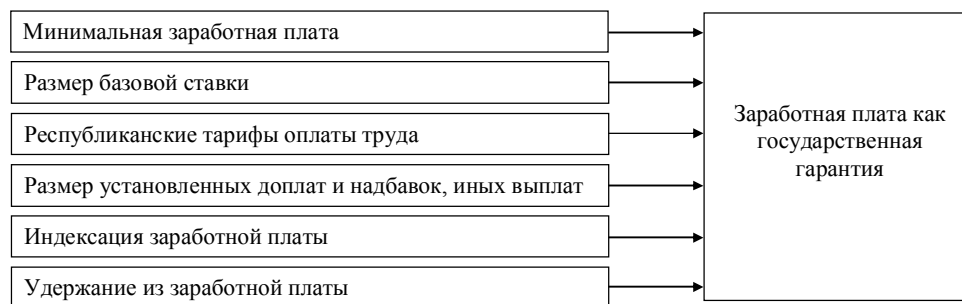 Минимальная заработная плата
Размер базовой ставки
Республиканские тарифы оплаты труда
Размер установленных доплат и надбавок, иных выплат
Индексация заработной платы
Удержание из заработной платы
Заработная плата как
государственная
гарантия